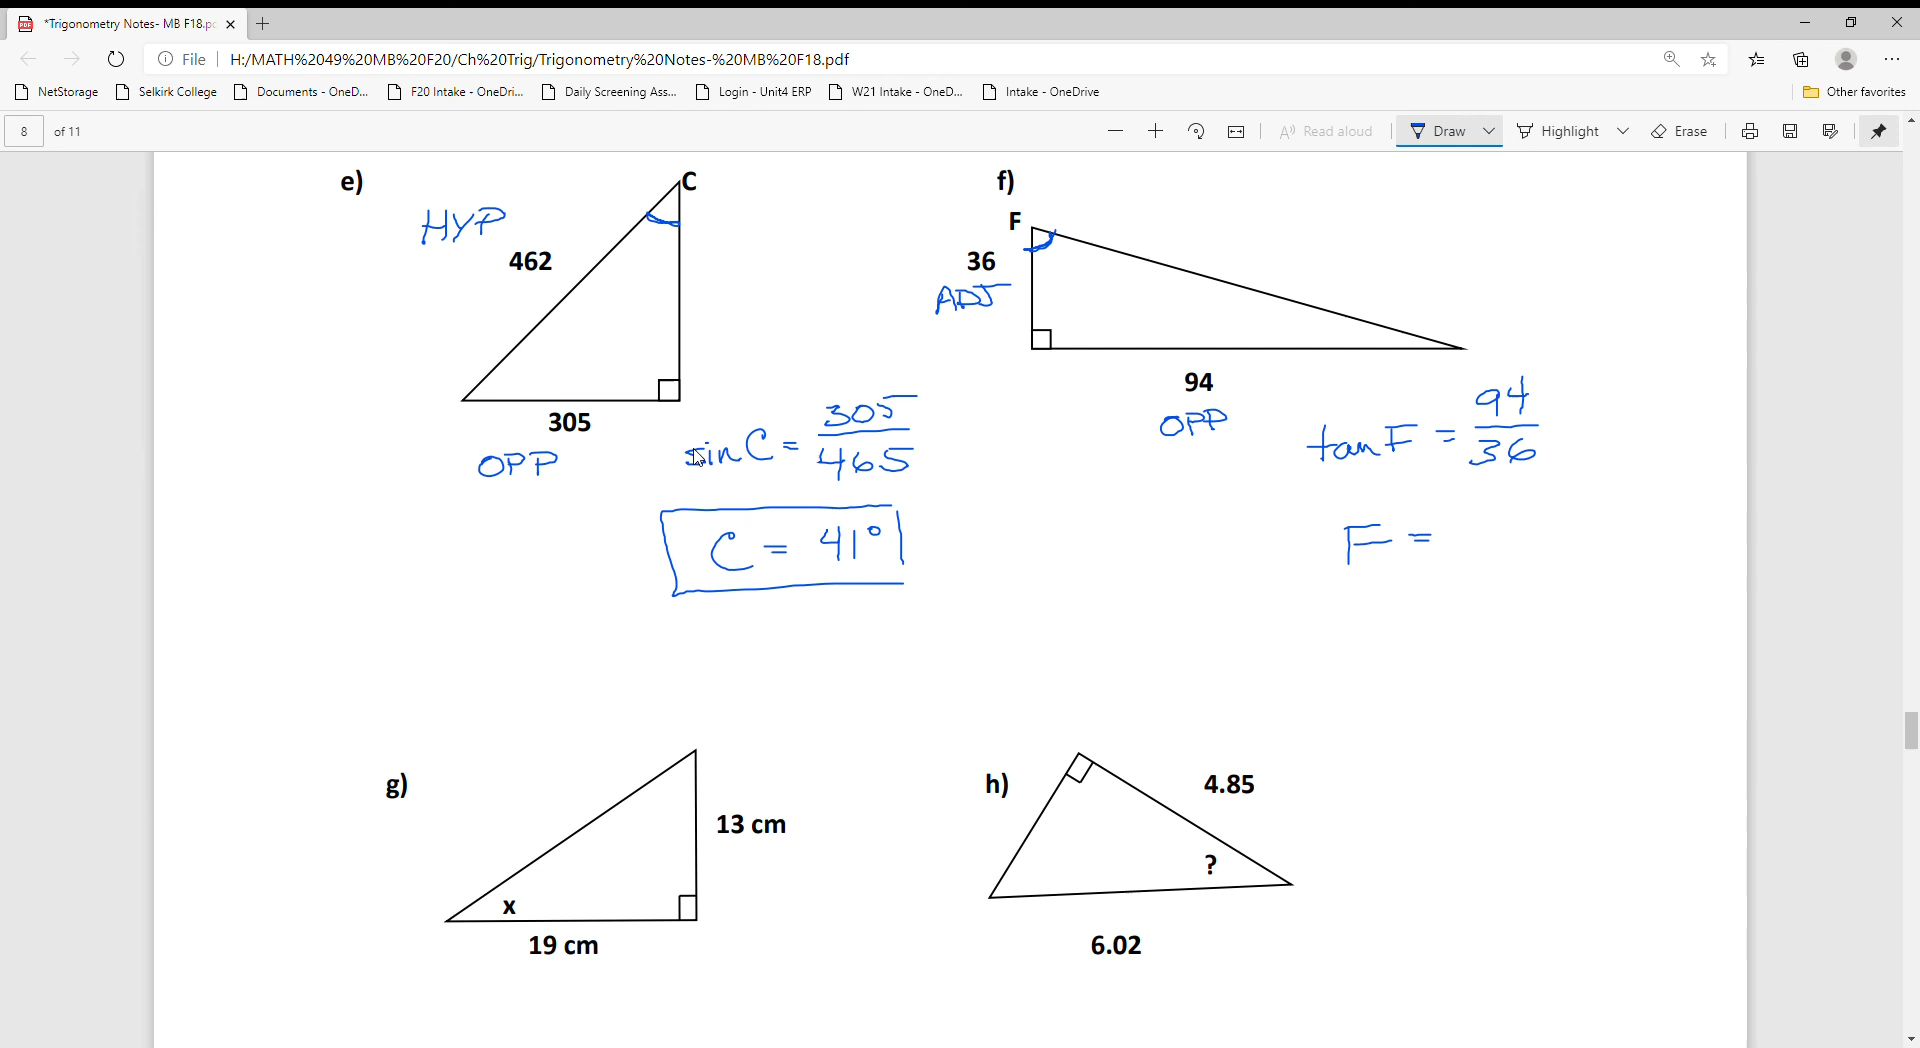 *Trigonometry Notes- MB F18.pd
File H:/MATH%2049%20MB%20F20/Ch%20Trig/Trigonometry%20Notes-%20MB%20F18.pdf
NetStorage Selkirk College Documents - OneD... F20 Intake - OneDri... Daily Screening Ass... Login - Unit4 ERP W21 Intake - OneD... Intake - OneDrive Other favorites
8 of 11 Read aloud Draw Highlight Erase
e)
C
HYP
462
305
OPP
sin C = 305/465
C = 41°
f)
F
36
ADJ
94
OPP
tan F = 94/36
F =
g)
13 cm
x
19 cm
h)
4.85
?
6.02